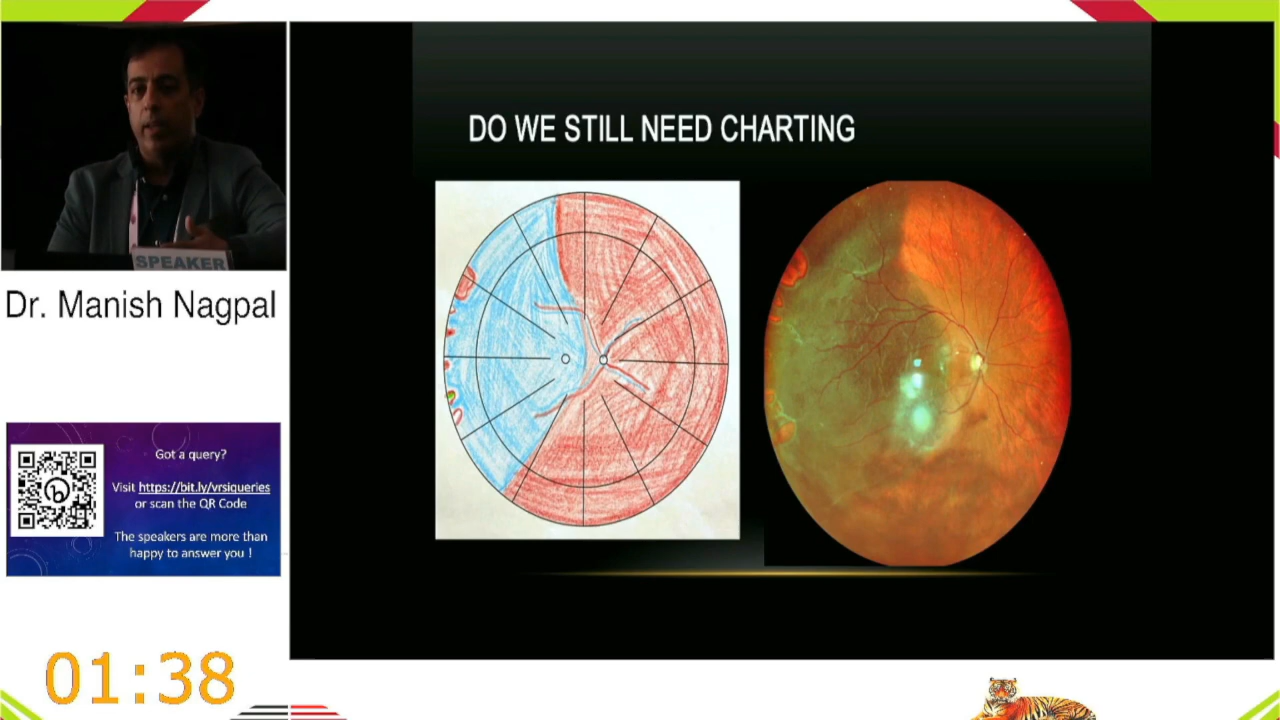 DO WE STILL NEED CHARTING
SPEAKER
Dr. Manish Nagpal
Got a query?
Visit https://bit.ly/vrsiqueries
or scan the QR Code
The speakers are more than
happy to answer you !
01:38